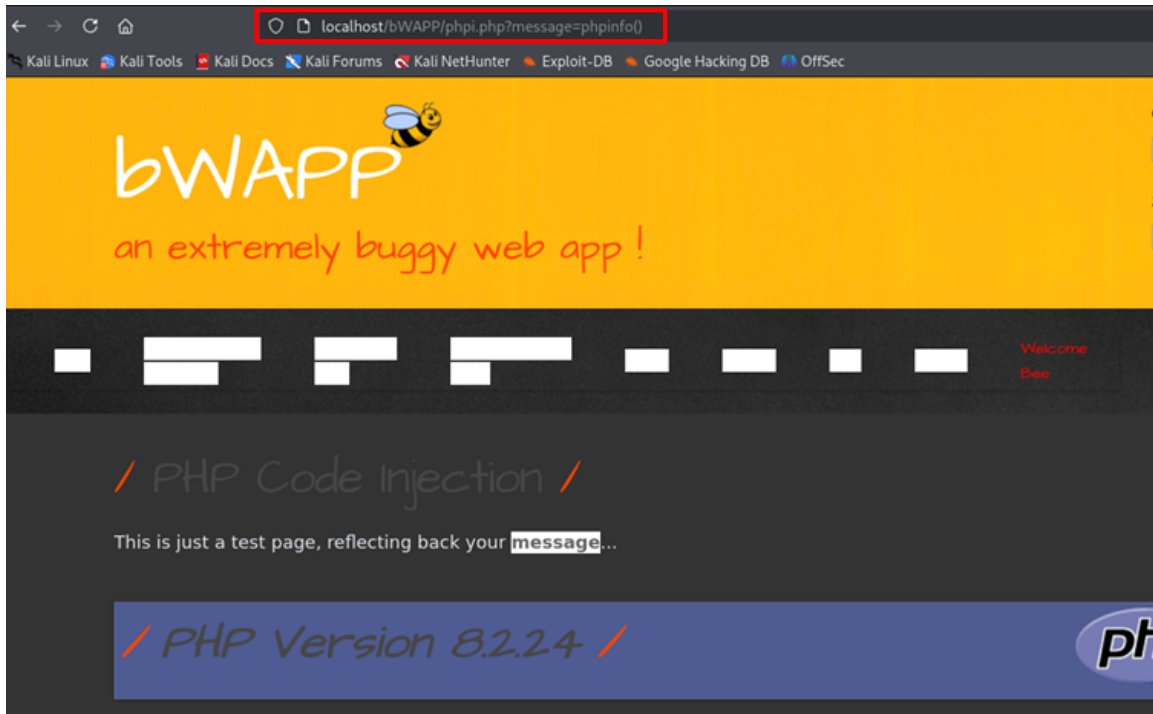 localhost/bWAPP/phpi.php?message=phpinfo()
Kali Linux Kali Tools Kali Docs Kali Forums Kali NetHunter Exploit-DB Google Hacking DB OffSec
bWAPP
an extremely buggy web app !
Welcome
Bee
/ PHP Code Injection /
This is just a test page, reflecting back your message...
/ PHP Version 8.2.24 /
ph